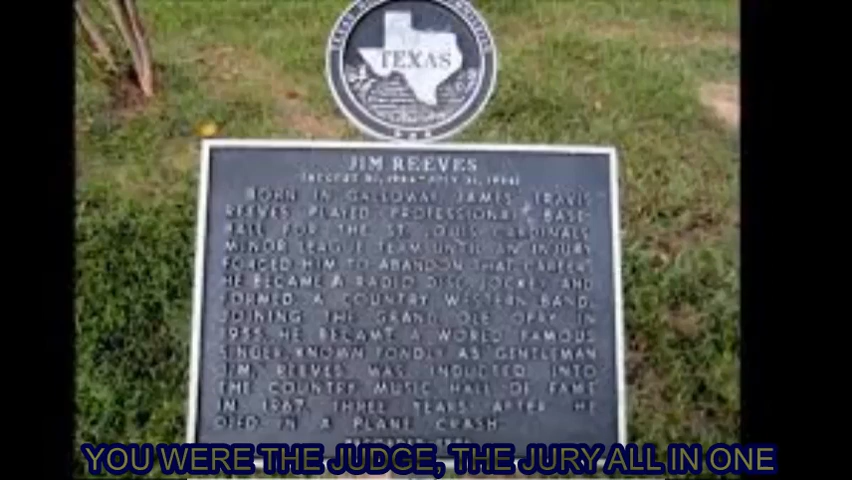 TEXAS
JIM REEVES
BORN IN GALLOWAY, JAMES TRAVIS
REEVES PLAYED PROFESSIONAL BASE-
BALL FOR THE ST. LOUIS CARDINALS
MINOR LEAGUE TEAM UNTIL AN INJURY
FORCED HIM TO ABANDON THAT CAREER.
HE BECAME A RADIO DISC JOCKEY AND
FORMED A COUNTRY WESTERN BAND.
JOINING THE GRAND OLE OPRY IN
1955, HE BECAME A WORLD FAMOUS
SINGER KNOWN FONDLY AS GENTLEMAN
JIM. REEVES WAS INDUCTED INTO
THE COUNTRY MUSIC HALL OF FAME
IN 1967, THREE YEARS AFTER HE
DIED IN A PLANE CRASH.
YOU WERE THE JUDGE, THE JURY ALL IN ONE